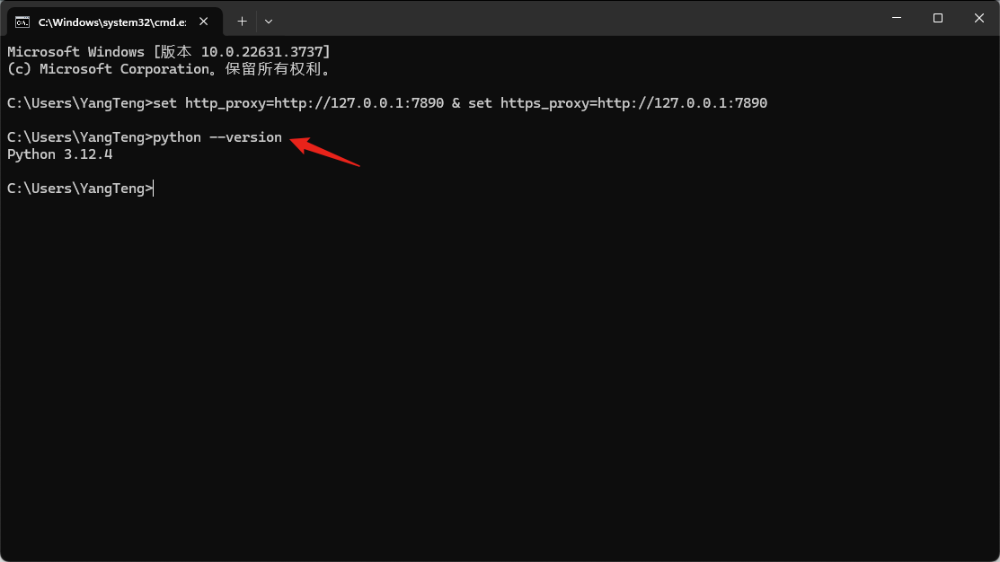 C:\Windows\system32\cmd.e:
Microsoft Windows [版本 10.0.22631.3737]
(c) Microsoft Corporation。保留所有权利。
C:\Users\YangTeng>set http_proxy=http://127.0.0.1:7890 & set https_proxy=http://127.0.0.1:7890
C:\Users\YangTeng>python --version
Python 3.12.4
C:\Users\YangTeng>